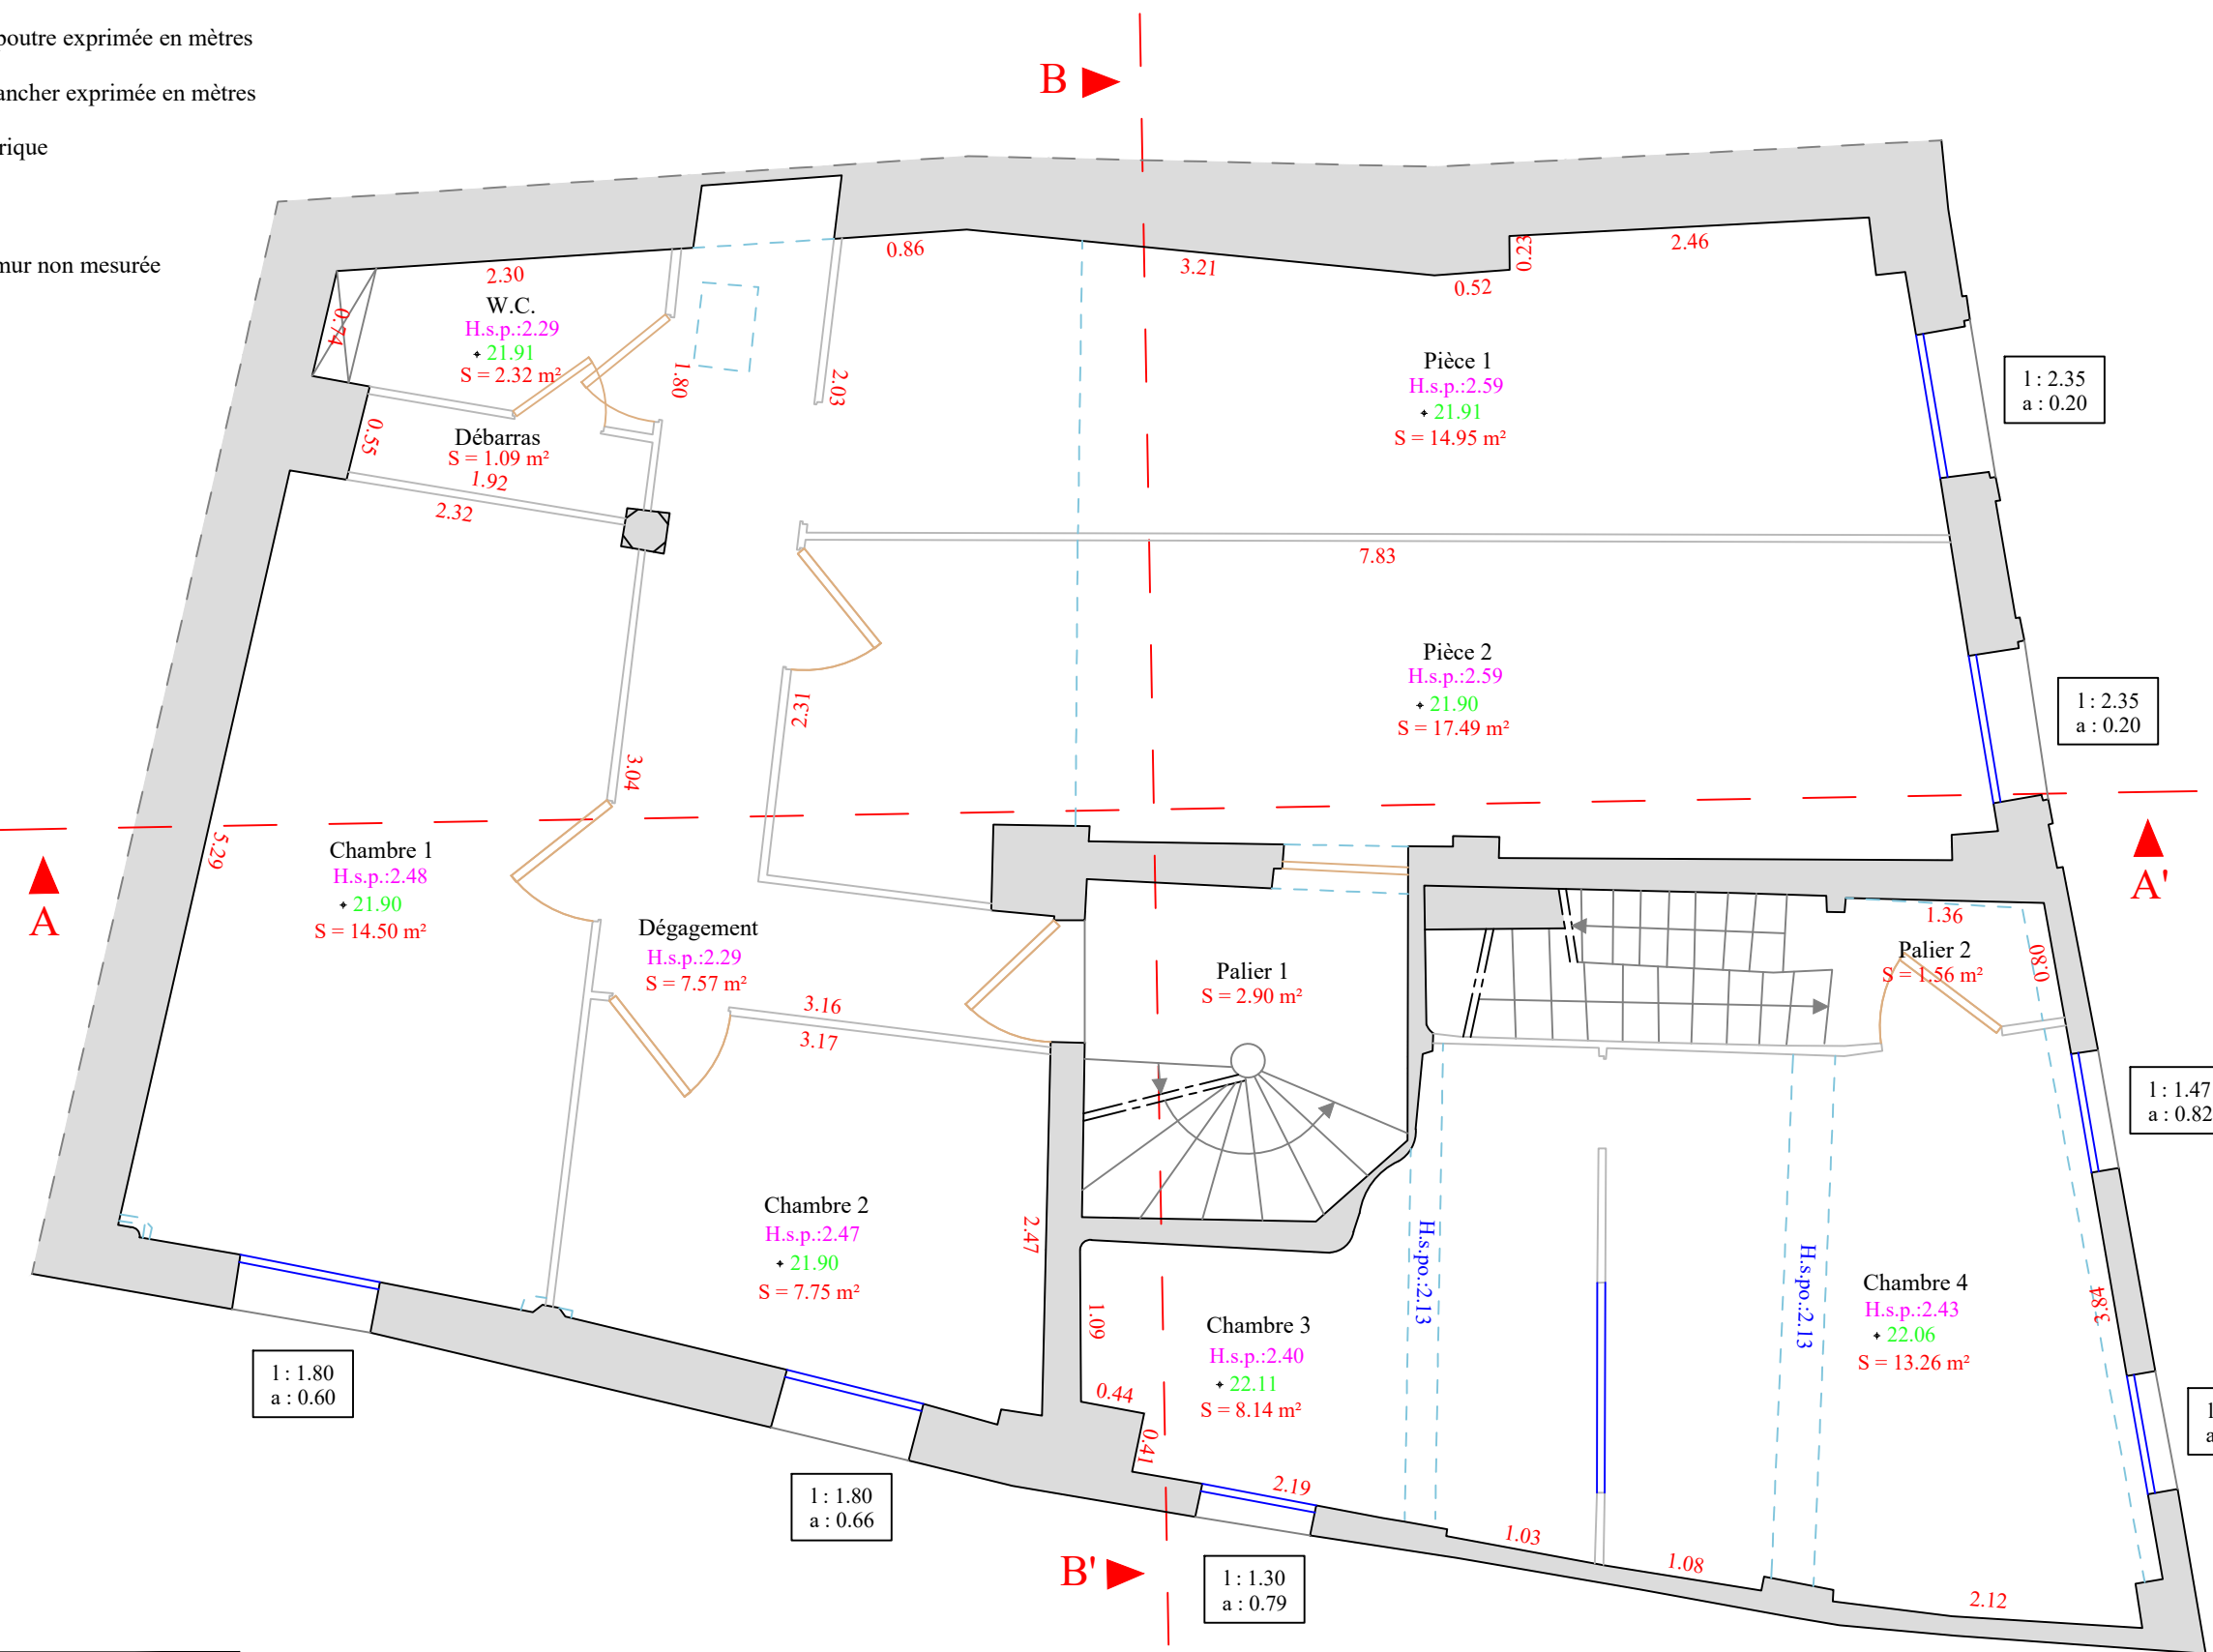 poutre exprimée en mètres
ancher exprimée en mètres
rique
mur non mesurée
B
0.86
3.21
0.52
0.23
2.46
2.30
W.C.
H.s.p.:2.29
21.91
S = 2.32 m²
0.74
1.80
2.03
Pièce 1
H.s.p.:2.59
21.91
S = 14.95 m²
l : 2.35
a : 0.20
0.55
Débarras
S = 1.09 m²
1.92
2.32
7.83
Pièce 2
H.s.p.:2.59
21.90
S = 17.49 m²
l : 2.35
a : 0.20
2.31
3.04
5.29
A
A'
Chambre 1
H.s.p.:2.48
21.90
S = 14.50 m²
Dégagement
H.s.p.:2.29
S = 7.57 m²
3.16
3.17
Palier 1
S = 2.90 m²
1.36
Palier 2
S = 1.56 m²
0.80
l : 1.47
a : 0.82
Chambre 2
H.s.p.:2.47
21.90
S = 7.75 m²
2.47
1.09
0.44
0.41
Chambre 3
H.s.p.:2.40
22.11
S = 8.14 m²
H.s.po.:2.13
H.s.po.:2.13
Chambre 4
H.s.p.:2.43
22.06
S = 13.26 m²
3.84
l : 1.80
a : 0.60
l : 1.80
a : 0.66
2.19
1.03
1.08
2.12
B'
l : 1.30
a : 0.79
l
a